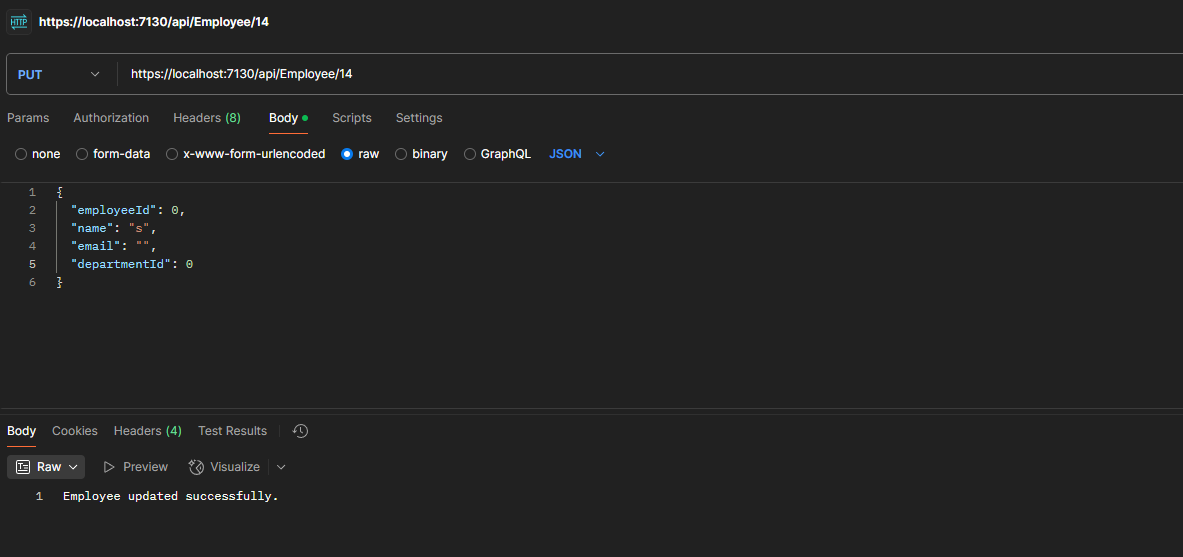 HTTP https://localhost:7130/api/Employee/14
PUT https://localhost:7130/api/Employee/14
Params Authorization Headers (8) Body Scripts Settings
none form-data x-www-form-urlencoded raw binary GraphQL JSON
1 {
2 "employeeId": 0,
3 "name": "s",
4 "email": "",
5 "departmentId": 0
6 }
Body Cookies Headers (4) Test Results
Raw Preview Visualize
1 Employee updated successfully.